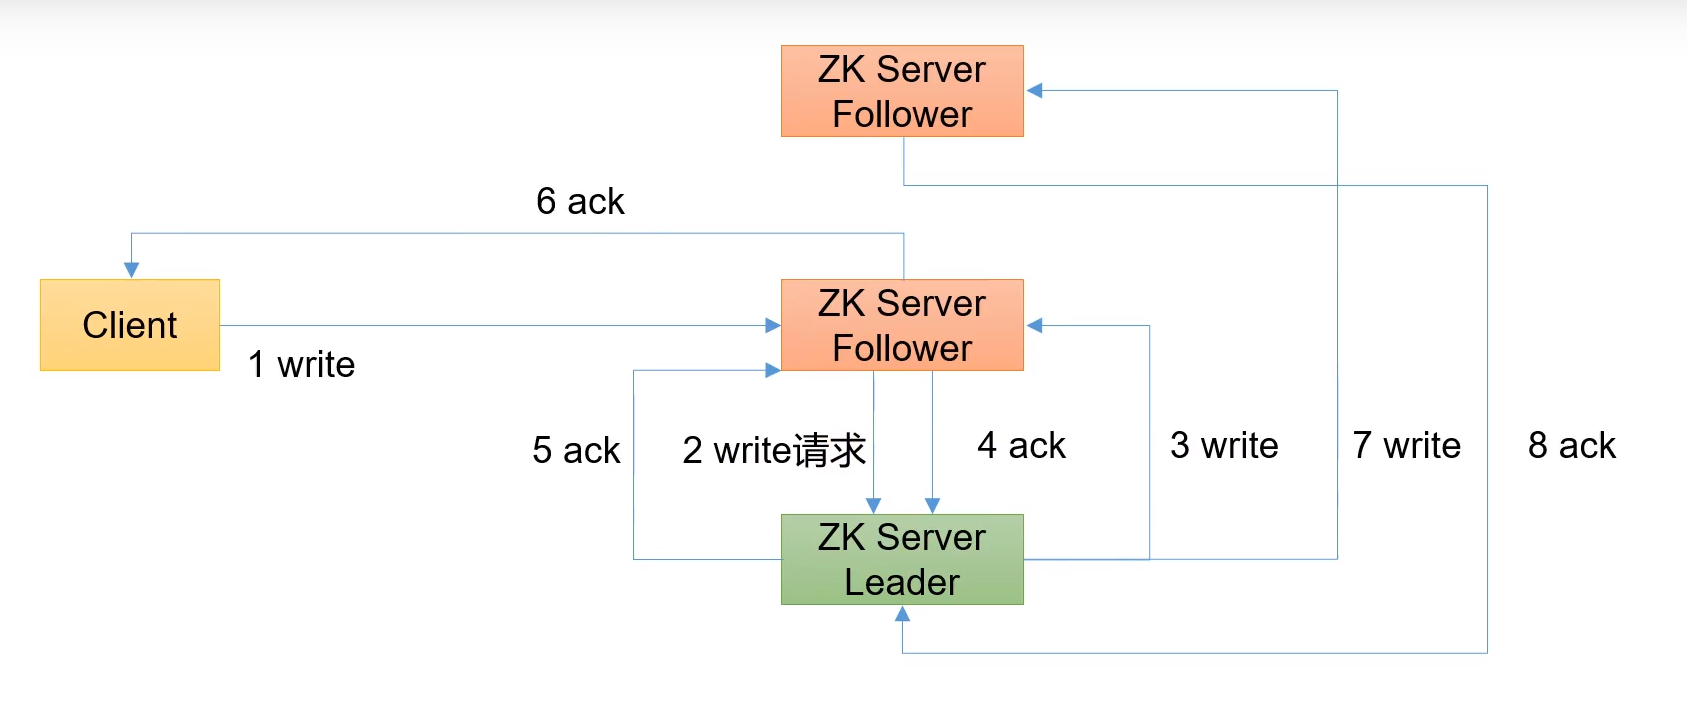 ZK Server
Follower
6 ack
Client
ZK Server
Follower
1 write
5 ack
2 write请求
4 ack
3 write
7 write
8 ack
ZK Server
Leader